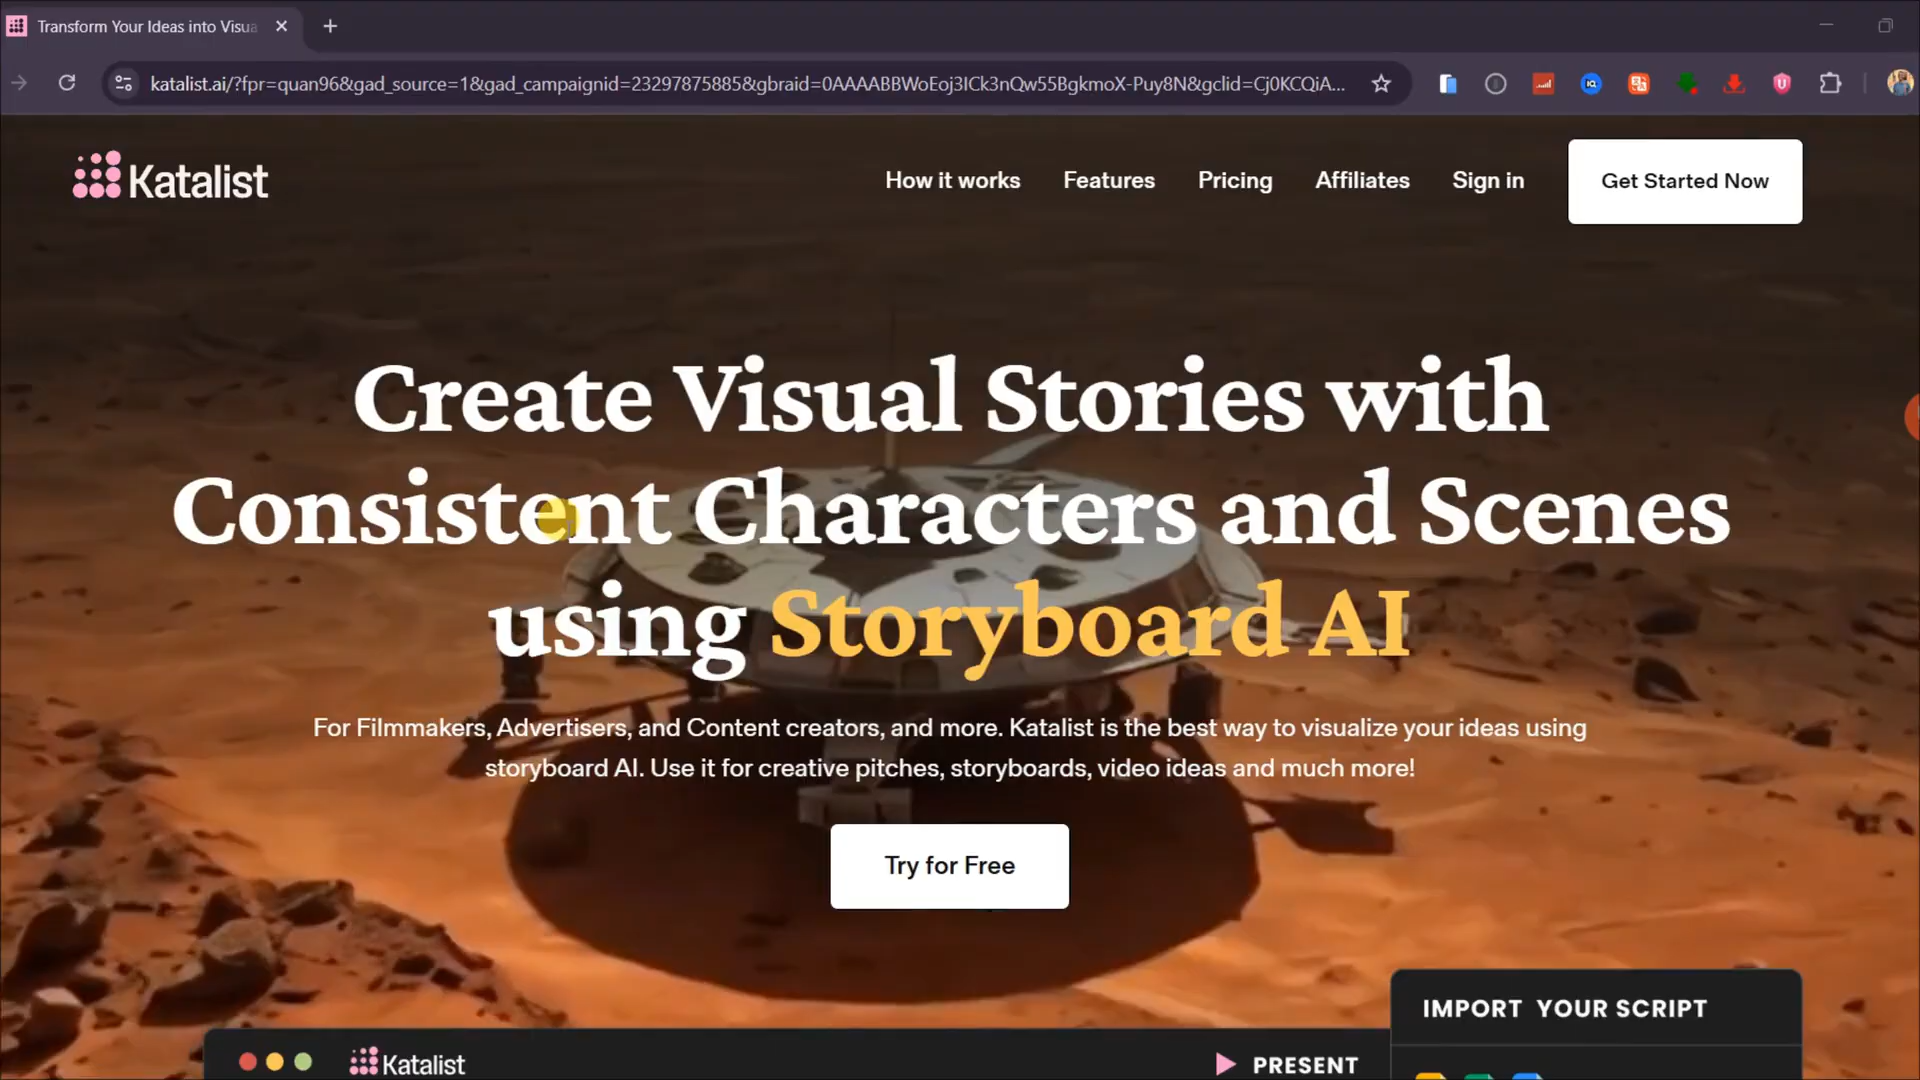 Transform Your Ideas into Visua
katalist.ai/?fpr=quan96&gad_source=1&gad_campaignid=23297875885&gbraid=0AAAABBWoEoj3ICk3nQw55BgkmoX-Puy8N&gclid=Cj0KCQiA...
Katalist
How it works
Features
Pricing
Affiliates
Sign in
Get Started Now
Create Visual Stories with
Consistent Characters and Scenes
using Storyboard AI
For Filmmakers, Advertisers, and Content creators, and more. Katalist is the best way to visualize your ideas using
storyboard AI. Use it for creative pitches, storyboards, video ideas and much more!
Try for Free
IMPORT YOUR SCRIPT
Katalist
PRESENT